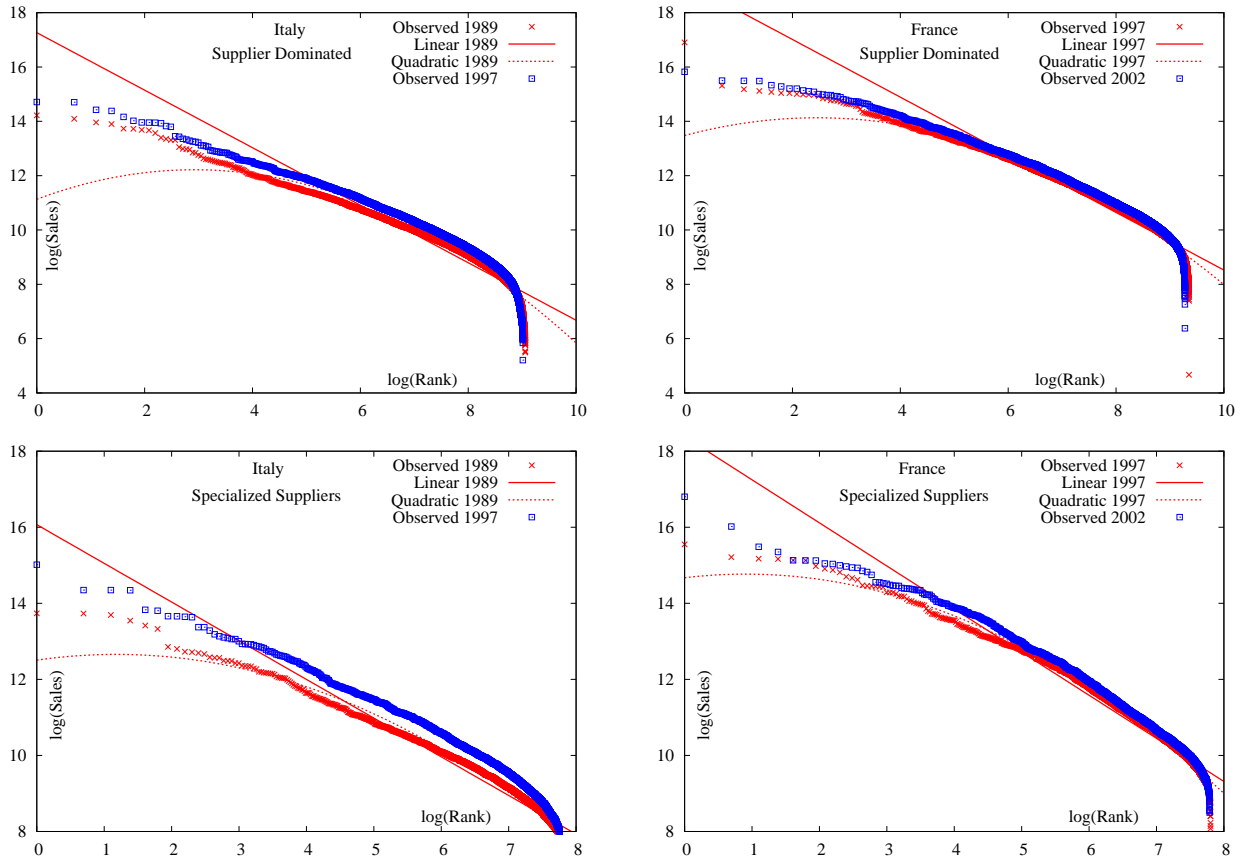 18
16
14
12
10
8
6
4
0 2 4 6 8 10
log(Sales)
log(Rank)
Italy
Supplier Dominated
Observed 1989
Linear 1989
Quadratic 1989
Observed 1997
18
16
14
12
10
8
6
4
0 2 4 6 8 10
log(Sales)
log(Rank)
France
Supplier Dominated
Observed 1997
Linear 1997
Quadratic 1997
Observed 2002
18
16
14
12
10
8
0 1 2 3 4 5 6 7 8
log(Sales)
log(Rank)
Italy
Specialized Suppliers
Observed 1989
Linear 1989
Quadratic 1989
Observed 1997
18
16
14
12
10
8
0 1 2 3 4 5 6 7 8
log(Sales)
log(Rank)
France
Specialized Suppliers
Observed 1997
Linear 1997
Quadratic 1997
Observed 2002